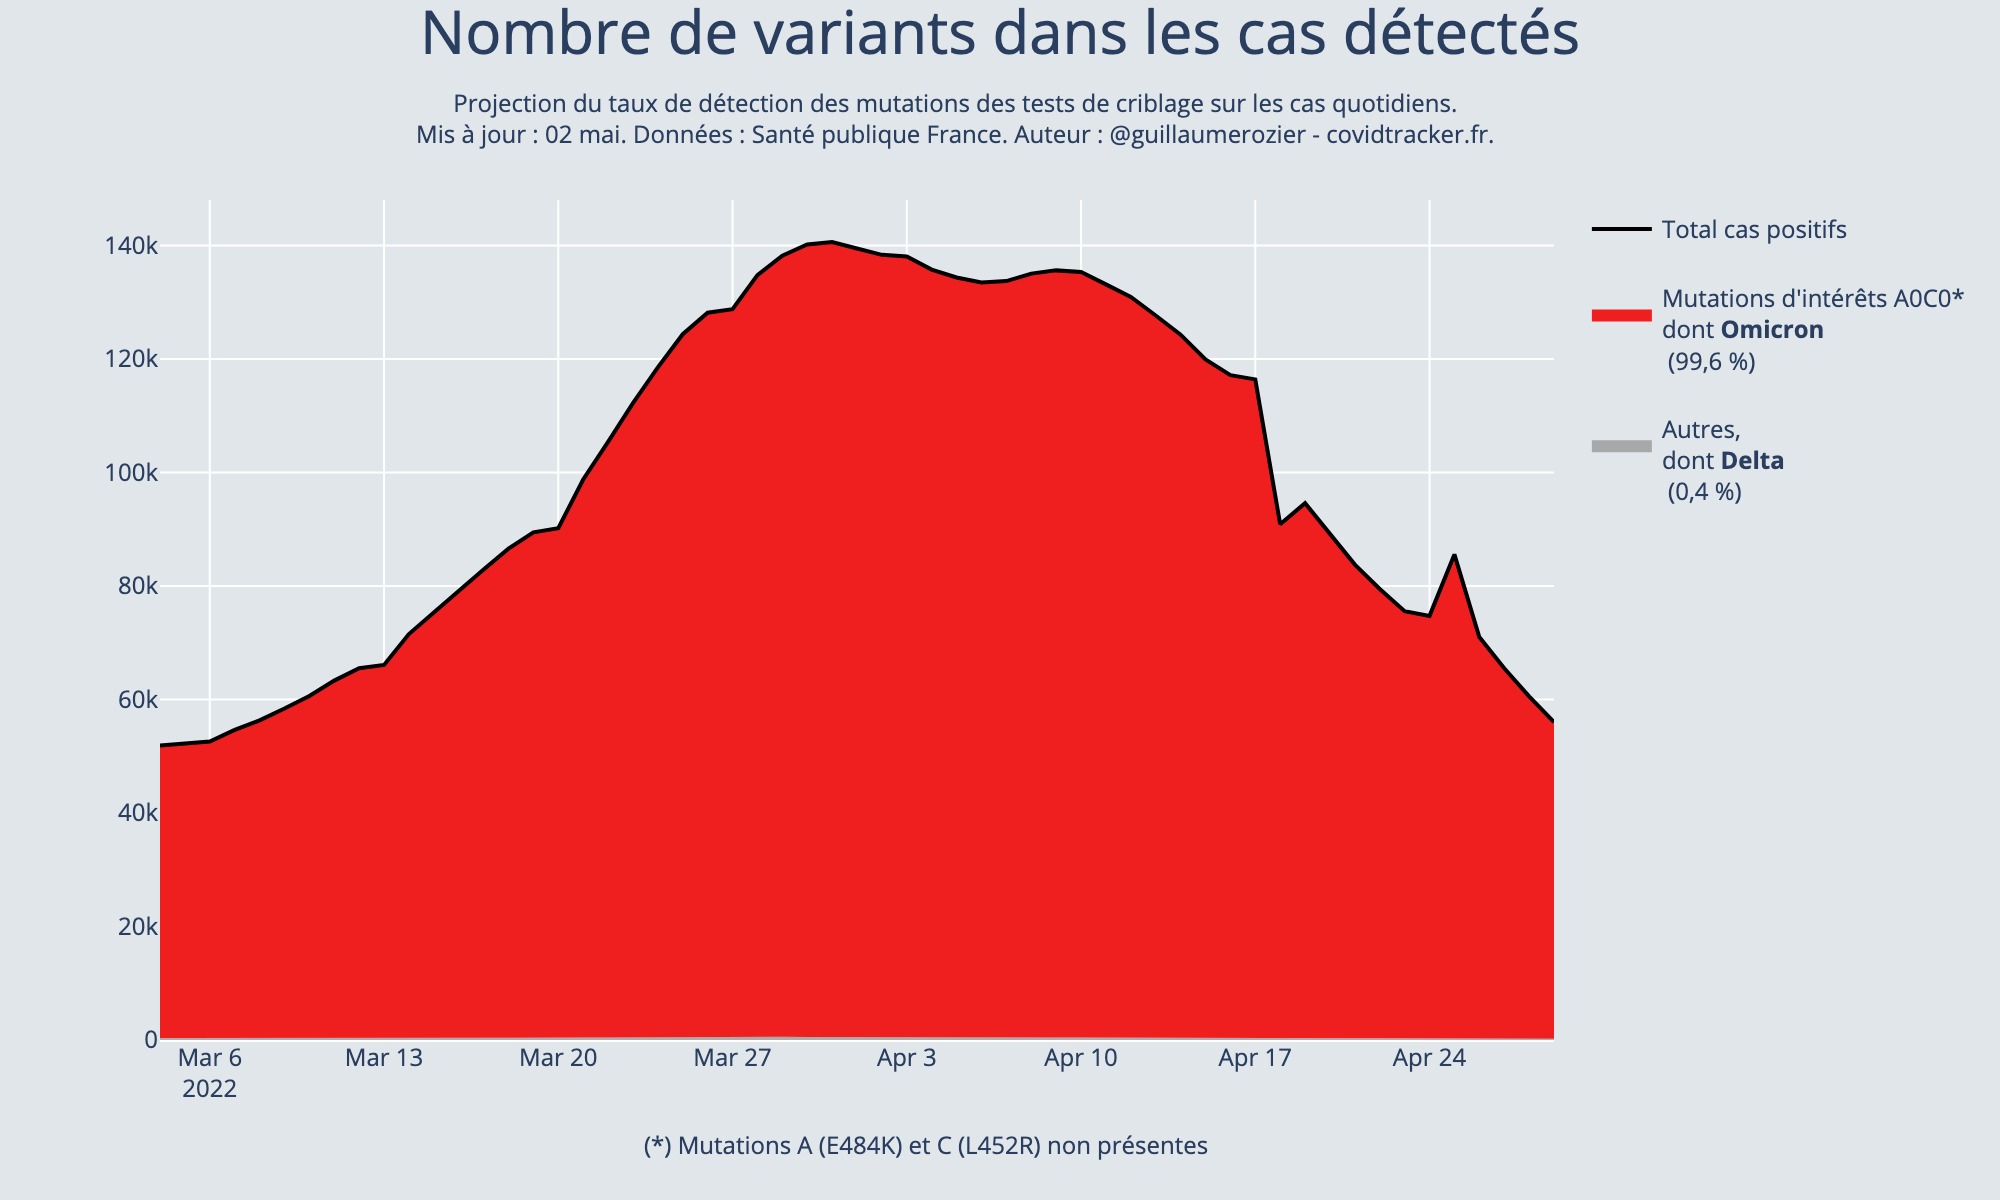 Nombre de variants dans les cas détectés
Projection du taux de détection des mutations des tests de criblage sur les cas quotidiens.
Mis à jour : 02 mai. Données : Santé publique France. Auteur : @guillaumerozier - covidtracker.fr.
140k
120k
100k
80k
60k
40k
20k
0
Mar 6
2022
Mar 13
Mar 20
Mar 27
Apr 3
Apr 10
Apr 17
Apr 24
Total cas positifs
Mutations d'intérêts A0C0*
dont Omicron
(99,6 %)
Autres,
dont Delta
(0,4 %)
(*) Mutations A (E484K) et C (L452R) non présentes